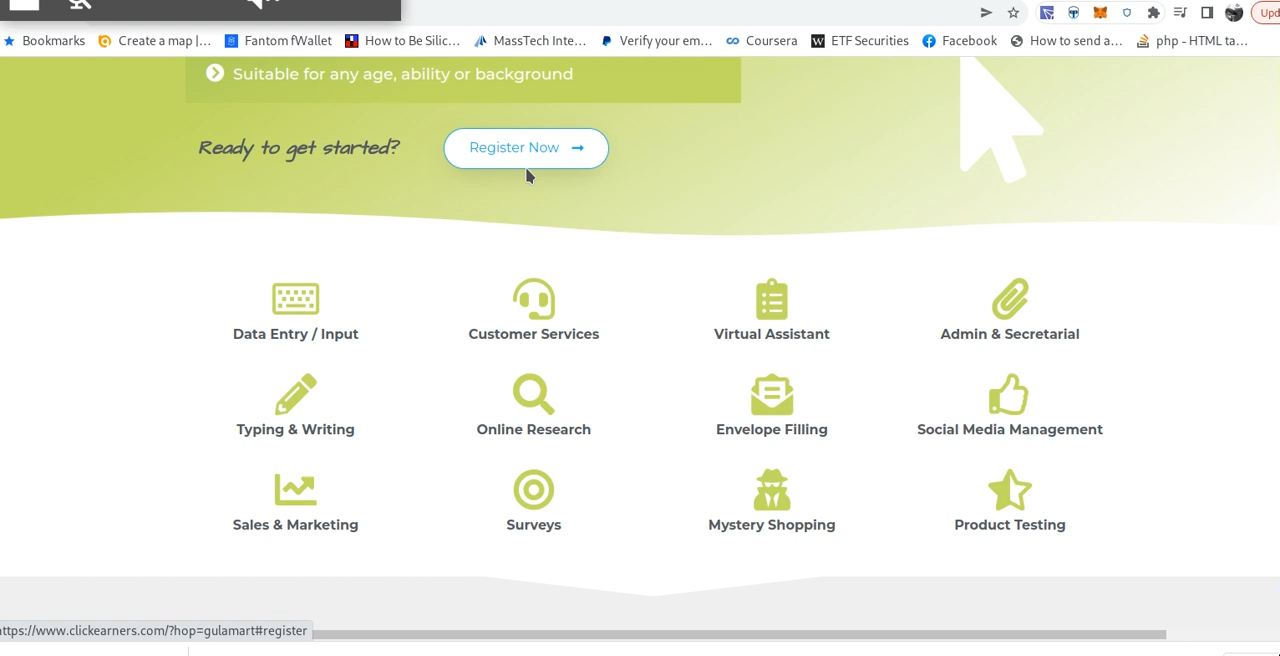 Upd
Bookmarks Create a map |... Fantom fWallet How to Be Silic... MassTech Inte... Verify your em... Coursera W ETF Securities Facebook How to send a... php - HTML ta...
Suitable for any age, ability or background
Ready to get started? Register Now
Data Entry / Input Customer Services Virtual Assistant Admin & Secretarial
Typing & Writing Online Research Envelope Filling Social Media Management
Sales & Marketing Surveys Mystery Shopping Product Testing
https://www.clickearners.com/?hop=gulamart#register